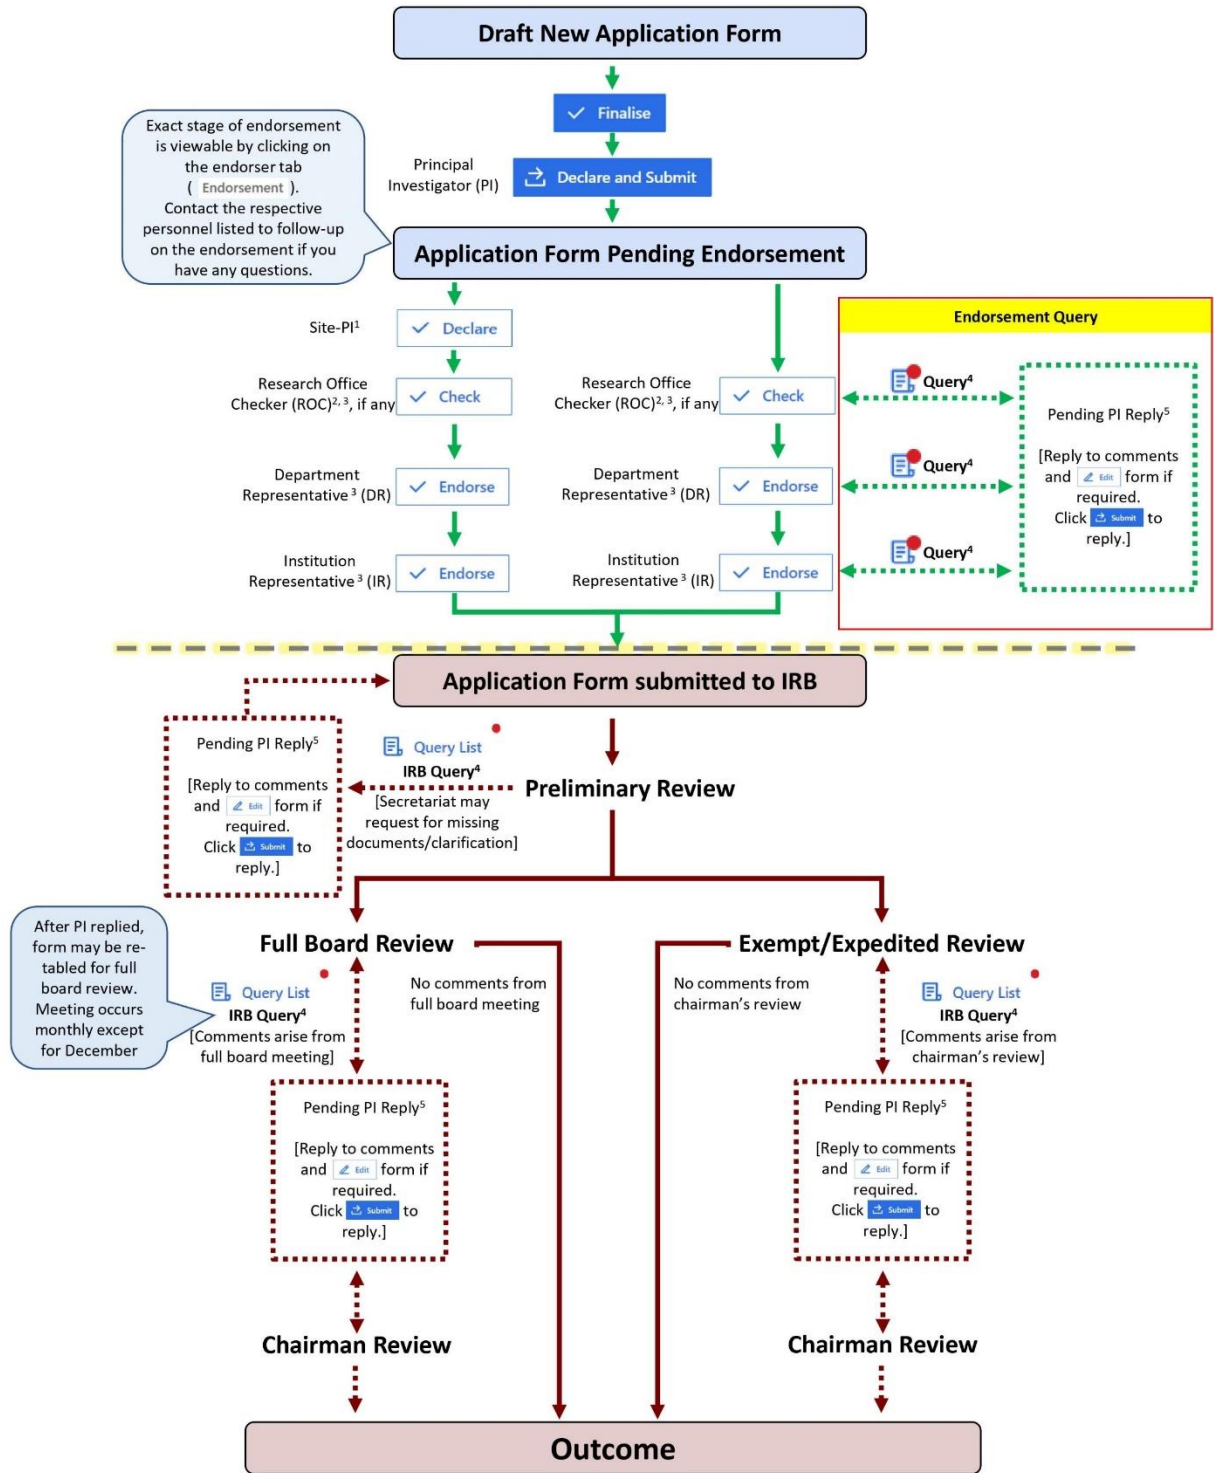 Draft New Application Form
Finalise
Principal
Investigator (PI)
Declare and Submit
Exact stage of endorsement
is viewable by clicking on
the endorser tab
( Endorsement ).
Contact the respective
personnel listed to follow-up
on the endorsement if you
have any questions.
Application Form Pending Endorsement
Site-PI¹
Declare
Research Office
Checker (ROC)²,³, if any
Check
Department
Representative ³ (DR)
Endorse
Institution
Representative ³ (IR)
Endorse
Research Office
Checker (ROC)²,³, if any
Check
Department
Representative ³ (DR)
Endorse
Institution
Representative ³ (IR)
Endorse
Endorsement Query
Query⁴
Query⁴
Query⁴
Pending PI Reply⁵
[Reply to comments
and Edit form if
required.
Click Submit to
reply.]
Application Form submitted to IRB
Pending PI Reply⁵
[Reply to comments
and Edit form if
required.
Click Submit to
reply.]
Query List
IRB Query⁴
[Secretariat may
request for missing
documents/clarification]
Preliminary Review
Full Board Review
Exempt/Expedited Review
After PI replied,
form may be re-
tabled for full
board review.
Meeting occurs
monthly except
for December
Query List
IRB Query⁴
[Comments arise from
full board meeting]
No comments from
full board meeting
No comments from
chairman’s review
Query List
IRB Query⁴
[Comments arise from
chairman’s review]
Pending PI Reply⁵
[Reply to comments
and Edit form if
required.
Click Submit to
reply.]
Pending PI Reply⁵
[Reply to comments
and Edit form if
required.
Click Submit to
reply.]
Chairman Review
Chairman Review
Outcome